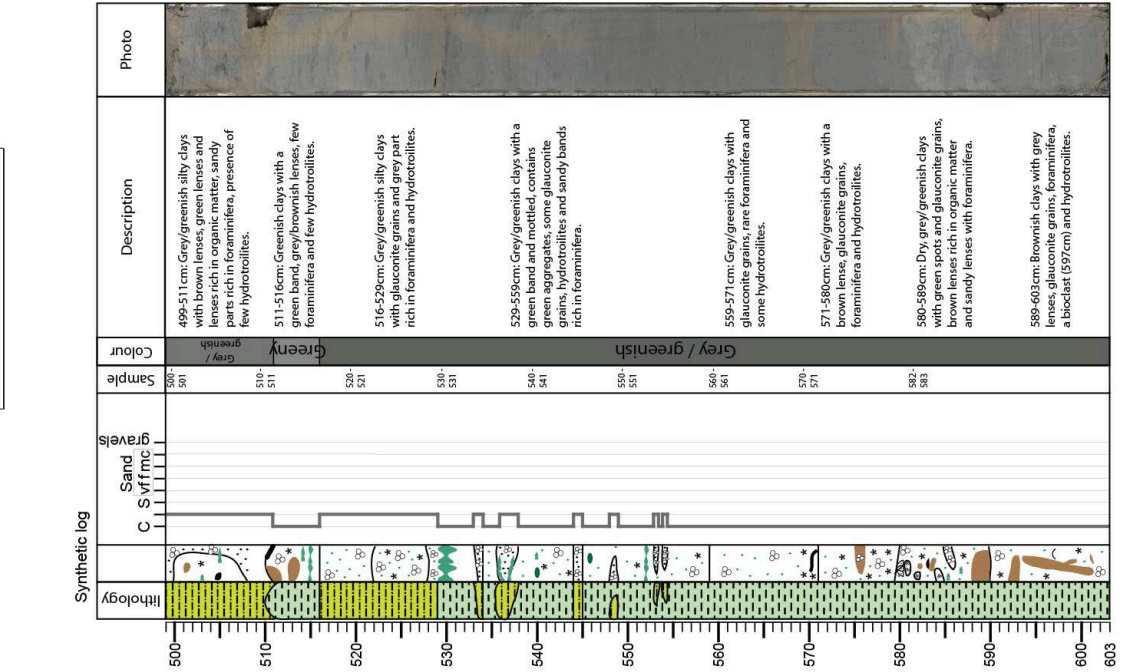 Photo
Description
499-511cm: Grey/greenish silty clays
with brown lenses, green lenses and
lenses rich in organic matter, sandy
parts rich in foraminifera, presence of
few hydrotroilites.
511-516cm: Greenish clays with a
green band, grey/brownish lenses, few
foraminifera and few hydrotroilites.
516-529cm: Grey/greenish silty clays
with glauconite grains and grey part
rich in foraminifera and hydrotroilites.
529-559cm: Grey/greenish clays with a
green band and mottled, contains
green aggregates, some glauconite
grains, hydrotroilites and sandy bands
rich in foraminifera.
559-571cm: Grey/greenish clays with
glauconite grains, rare foraminifera and
some hydrotroilites.
571-580cm: Grey/greenish clays with a
brown lense, glauconite grains,
foraminifera and hydrotroilites.
580-589cm: Dry, grey/greenish clays
with green spots and glauconite grains,
brown lenses rich in organic matter
and sandy lenses with foraminifera.
589-603cm: Brownish clays with grey
lenses, glauconite grains, foraminifera,
a bioclast (597cm) and hydrotroilites.
Colour
Grey /
greenish
Greeny
Grey / greenish
Sample
500-
501
510-
511
520-
521
530-
531
540-
541
550-
551
560-
561
570-
571
582-
583
Synthetic log
gravels
Sand
C S vf f m c
lithology
500
510
520
530
540
550
560
570
580
590
600
603